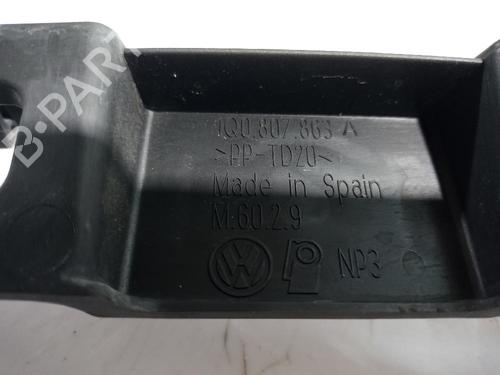 1Q0.807.863 A
>PP-TD20<
Made in Spain
M:60.2.9
NP3
B-PARTS